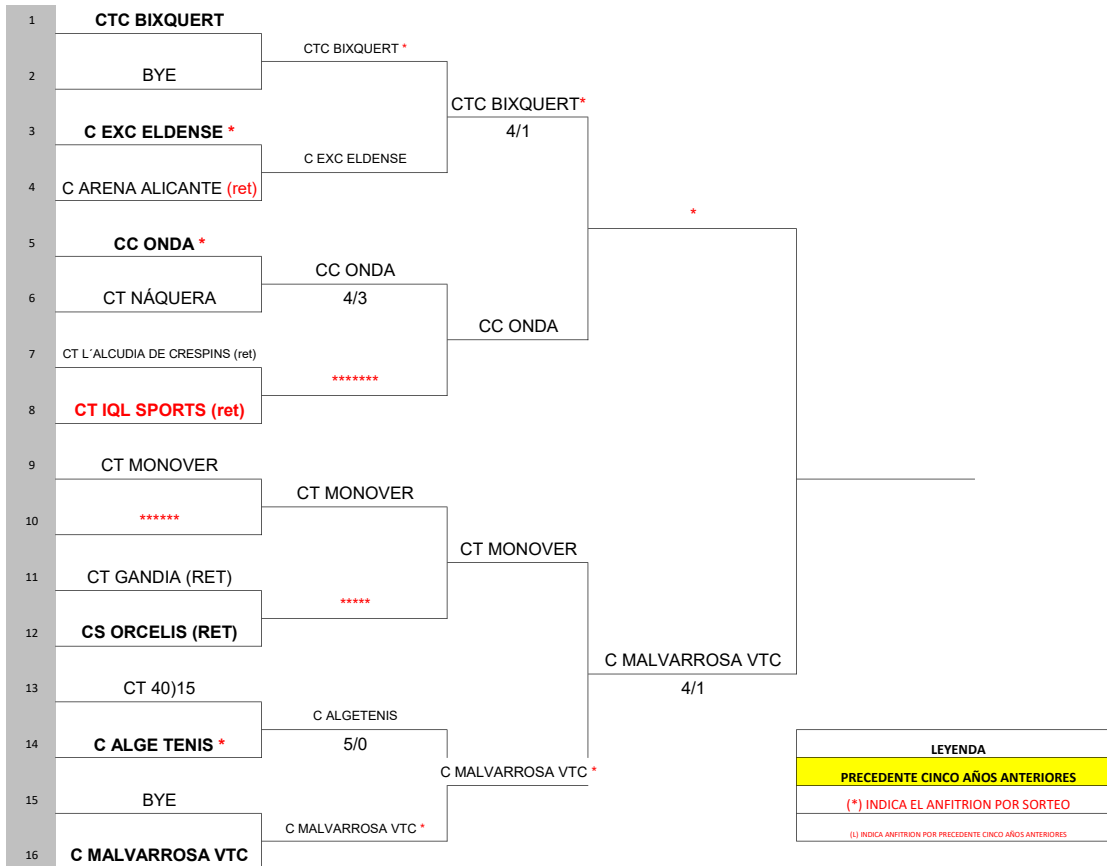 1 CTC BIXQUERT
CTC BIXQUERT *
2 BYE
CTC BIXQUERT*
4/1
3 C EXC ELDENSE *
C EXC ELDENSE
4 C ARENA ALICANTE (ret)
*
5 CC ONDA *
CC ONDA
4/3
6 CT NÁQUERA
CC ONDA
7 CT L´ALCUDIA DE CRESPINS (ret)
*******
8 CT IQL SPORTS (ret)
9 CT MONOVER
CT MONOVER
10 ******
CT MONOVER
11 CT GANDIA (RET)
*****
12 CS ORCELIS (RET)
C MALVARROSA VTC
4/1
13 CT 40)15
C ALGETENIS
5/0
14 C ALGE TENIS *
C MALVARROSA VTC *
15 BYE
C MALVARROSA VTC *
16 C MALVARROSA VTC
LEYENDA
PRECEDENTE CINCO AÑOS ANTERIORES
(*) INDICA EL ANFITRION POR SORTEO
(L) INDICA ANFITRION POR PRECEDENTE CINCO AÑOS ANTERIORES